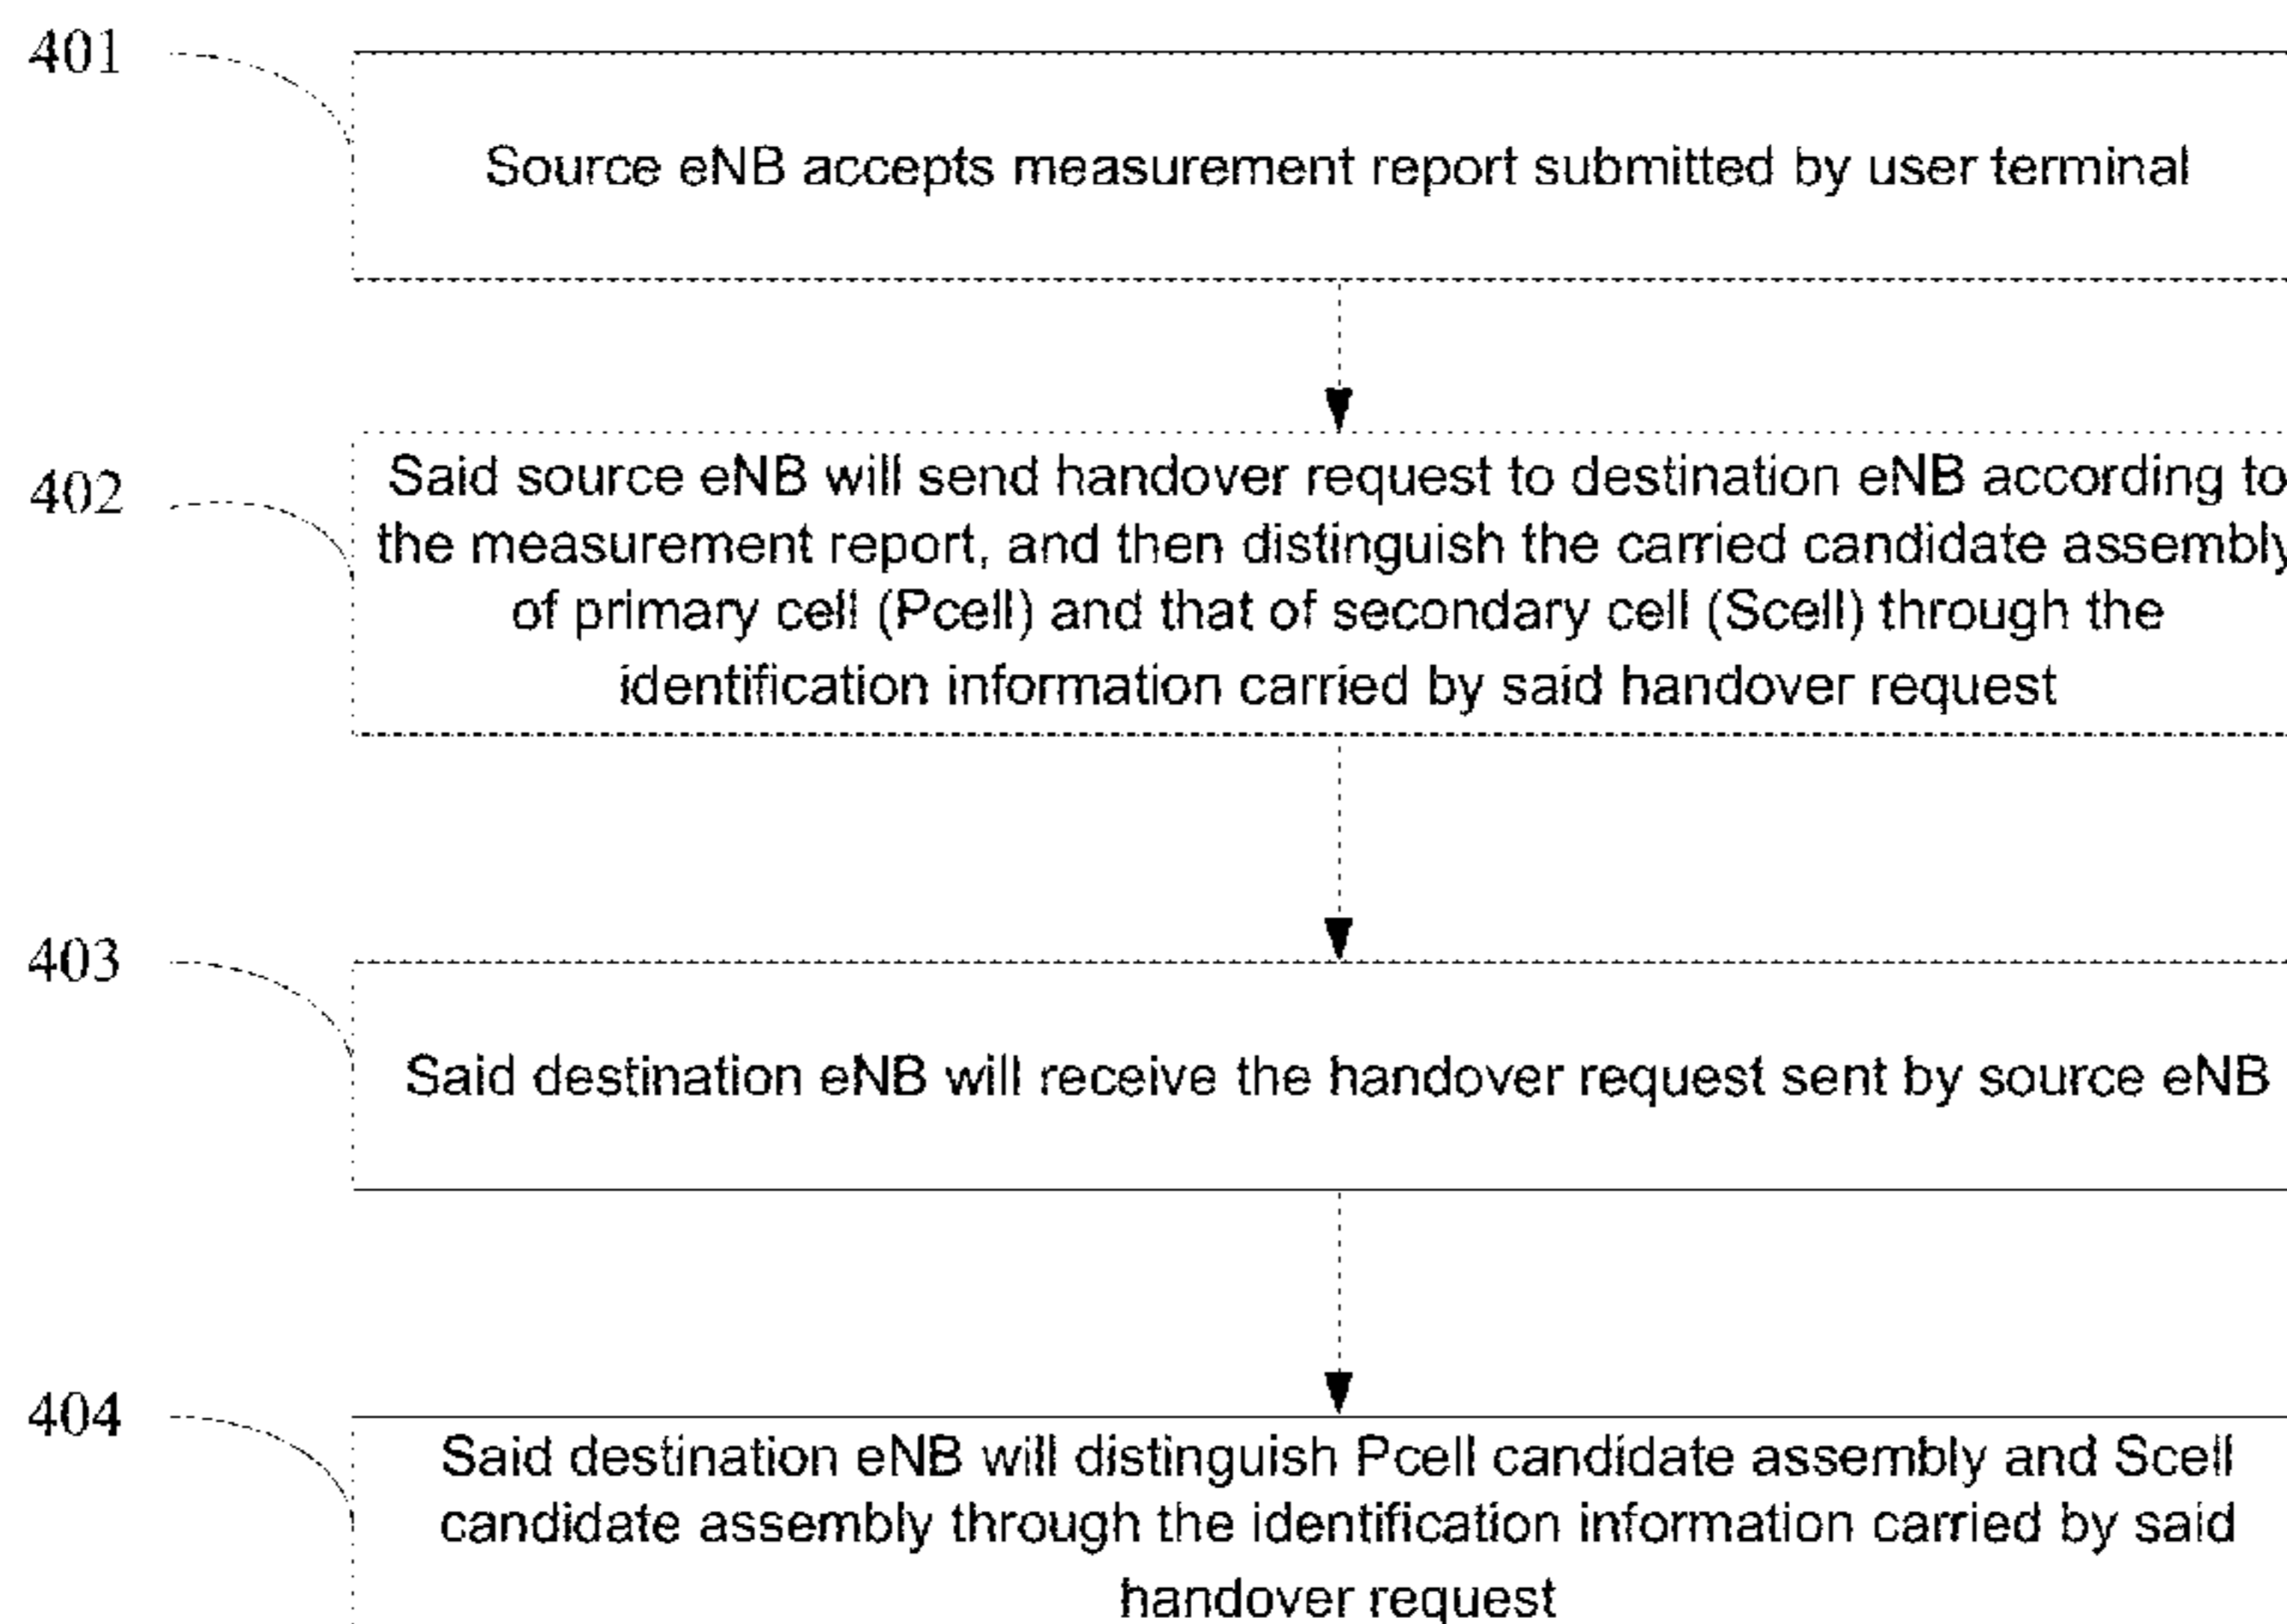 401
Source eNB accepts measurement report submitted by user terminal
402
Said source eNB will send handover request to destination eNB according to
the measurement report, and then distinguish the carried candidate assembly
of primary cell (Pcell) and that of secondary cell (Scell) through the
identification information carried by said handover request
403
Said destination eNB will receive the handover request sent by source eNB
404
Said destination eNB will distinguish Pcell candidate assembly and Scell
candidate assembly through the identification information carried by said
handover request